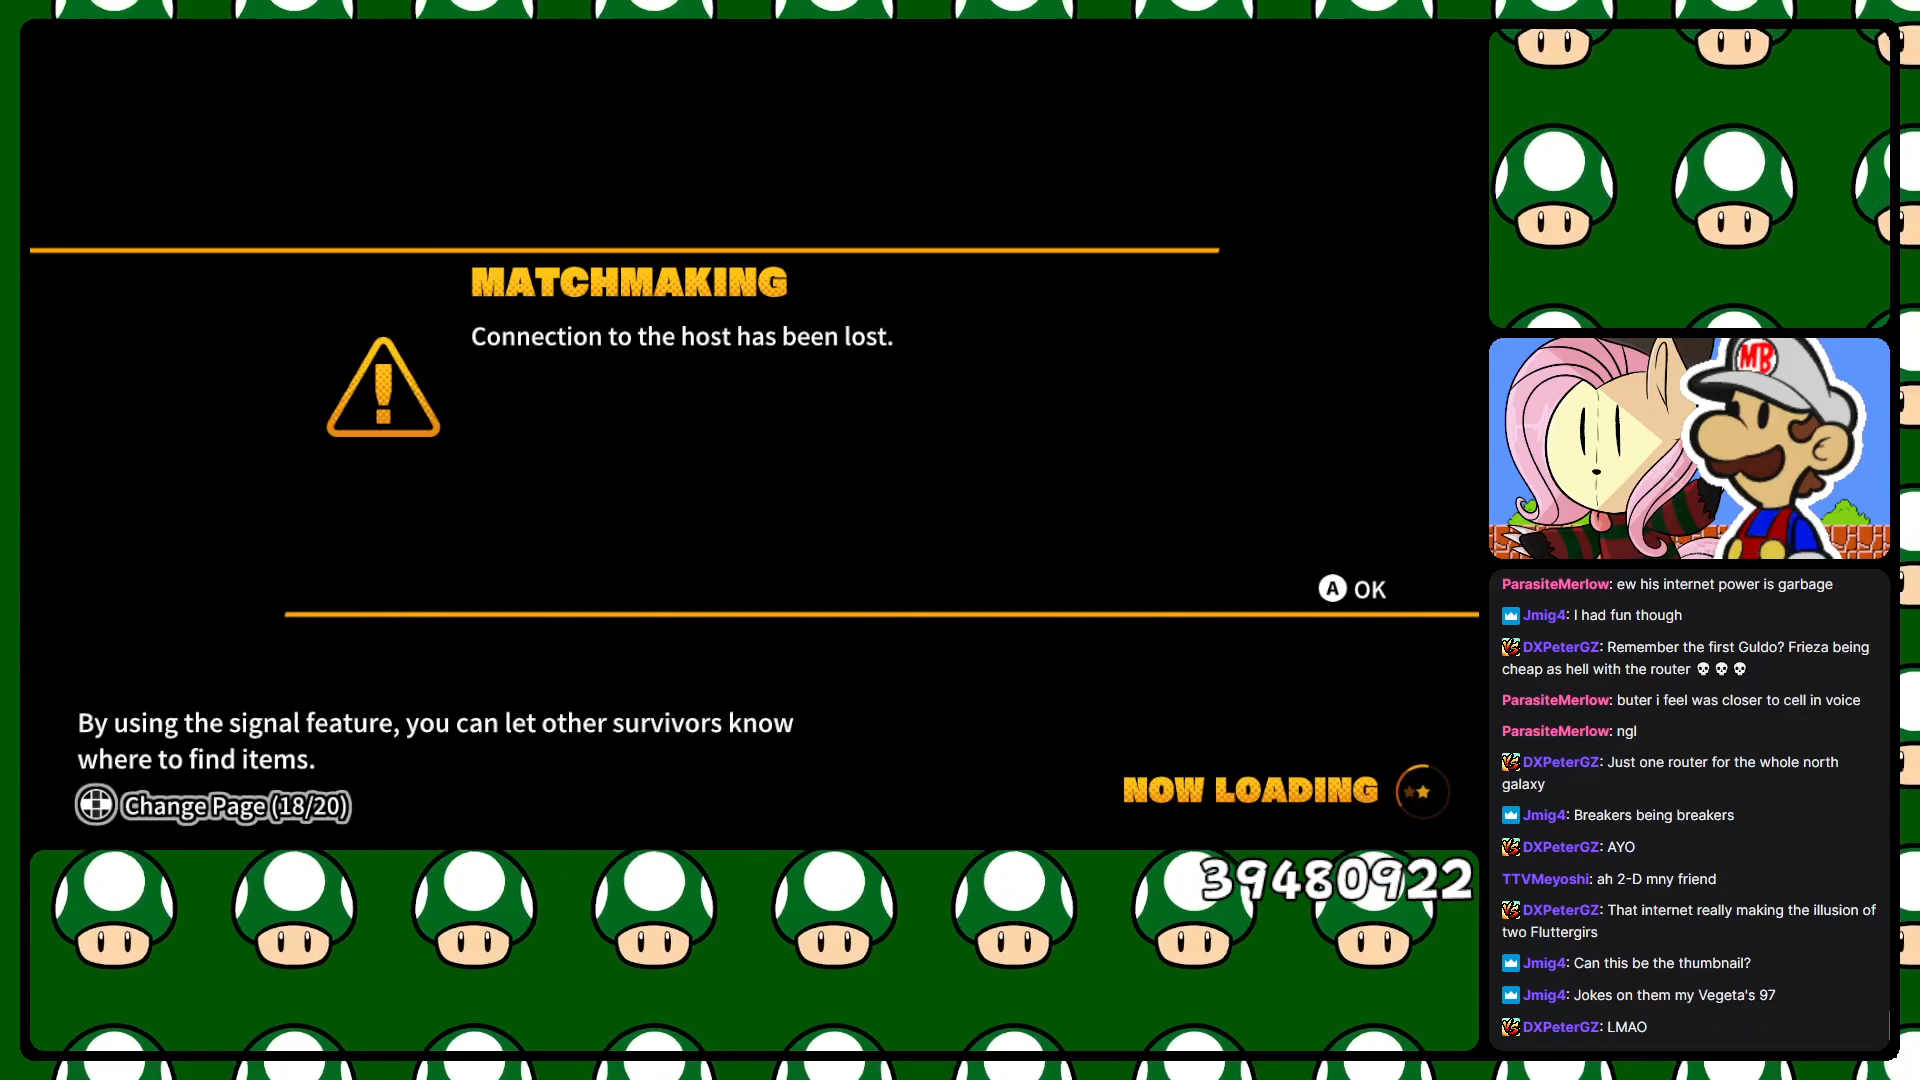 MATCHMAKING
Connection to the host has been lost.
A OK
By using the signal feature, you can let other survivors know
where to find items.
Change Page (18/20)
NOW LOADING
39480922
MB
ParasiteMerlow: ew his internet power is garbage
Jmig4: I had fun though
DXPeterGZ: Remember the first Guldo? Frieza being
cheap as hell with the router 💀💀💀
ParasiteMerlow: buter i feel was closer to cell in voice
ParasiteMerlow: ngl
DXPeterGZ: Just one router for the whole north
galaxy
Jmig4: Breakers being breakers
DXPeterGZ: AYO
TTVMeyoshi: ah 2-D mny friend
DXPeterGZ: That internet really making the illusion of
two Fluttergirs
Jmig4: Can this be the thumbnail?
Jmig4: Jokes on them my Vegeta's 97
DXPeterGZ: LMAO